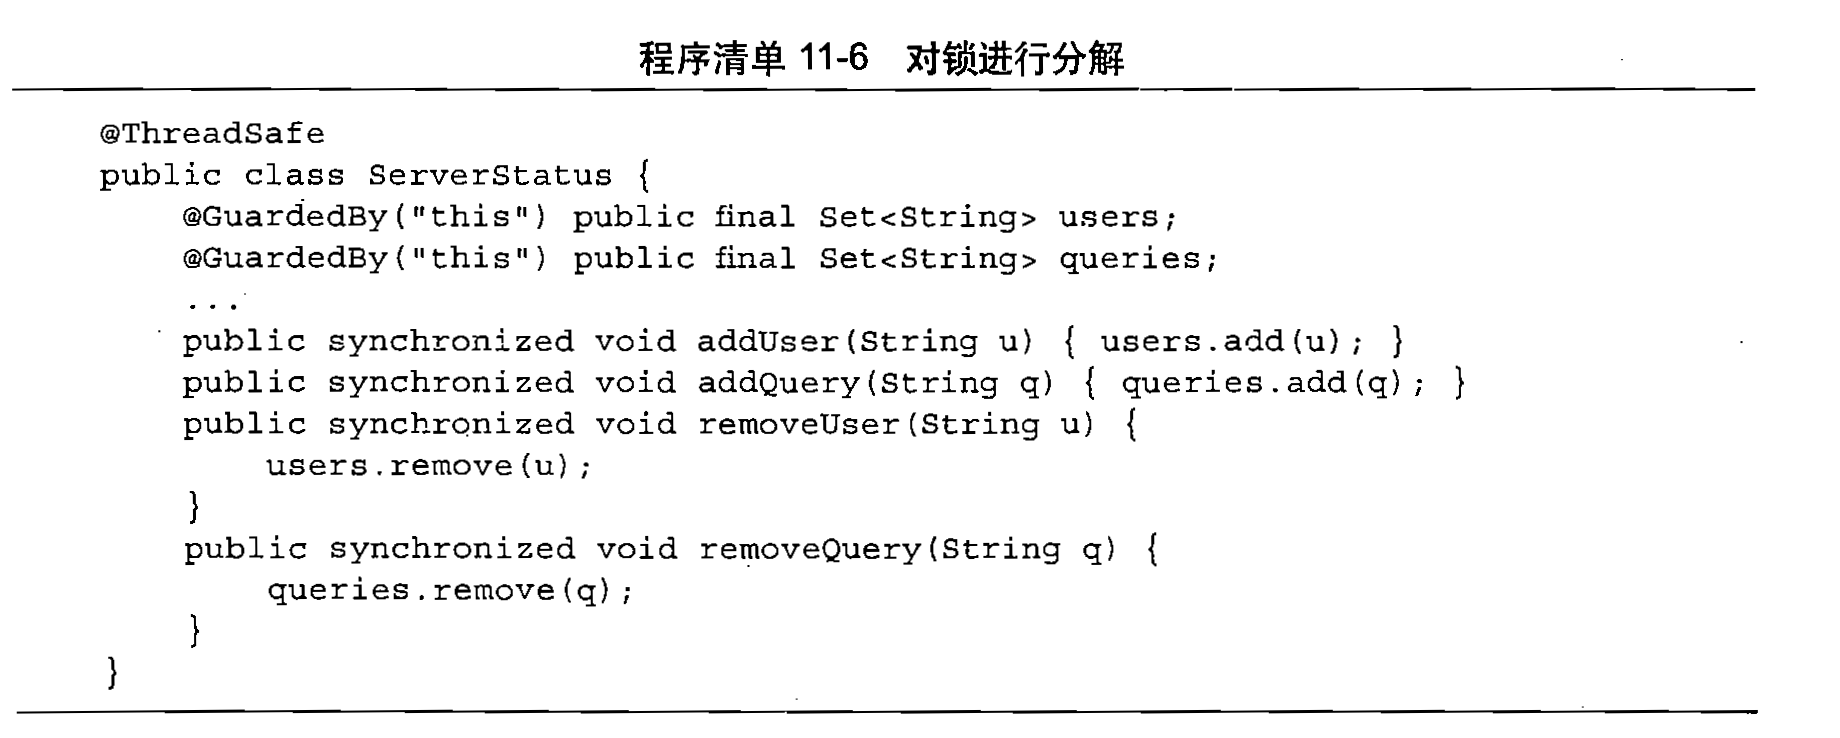 程序清单 11-6 对锁进行分解
@ThreadSafe
public class ServerStatus {
    @GuardedBy("this") public final Set<String> users;
    @GuardedBy("this") public final Set<String> queries;
    ...
    public synchronized void addUser(String u) { users.add(u); }
    public synchronized void addQuery(String q) { queries.add(q); }
    public synchronized void removeUser(String u) {
        users.remove(u);
    }
    public synchronized void removeQuery(String q) {
        queries.remove(q);
    }
}